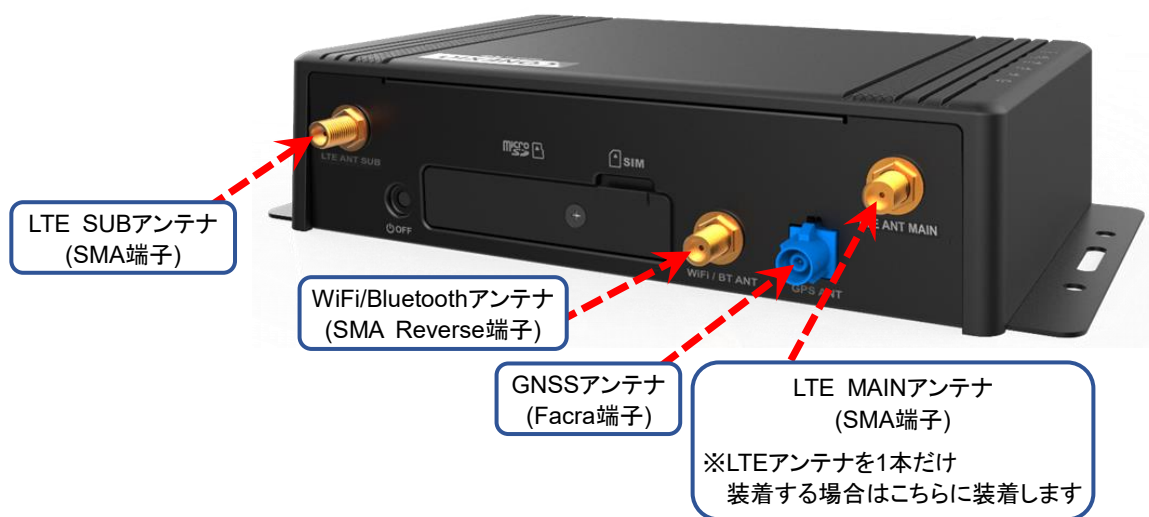 LTE ANT SUB
micro
SD
SIM
OFF
WiFi / BT ANT
GPS ANT
E ANT MAIN
LTE SUBアンテナ
(SMA端子)
WiFi/Bluetoothアンテナ
(SMA Reverse端子)
GNSSアンテナ
(Facra端子)
LTE MAINアンテナ
(SMA端子)
※LTEアンテナを1本だけ
装着する場合はこちらに装着します